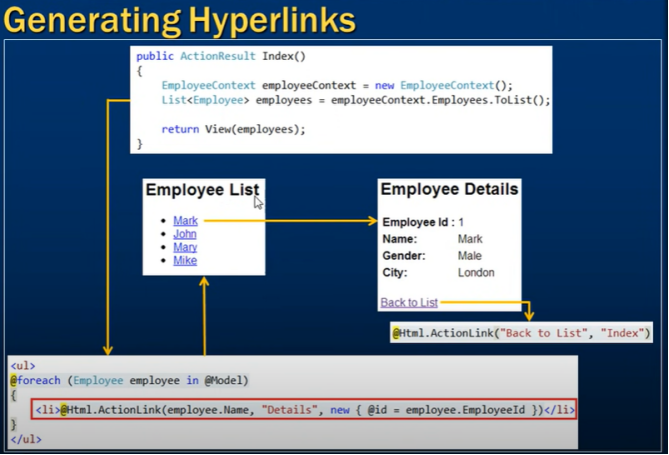 Generating Hyperlinks
public ActionResult Index()
{
EmployeeContext employeeContext = new EmployeeContext();
List<Employee> employees = employeeContext.Employees.ToList();
return View(employees);
}
Employee List
Mark
John
Mary
Mike
Employee Details
Employee Id : 1
Name: Mark
Gender: Male
City: London
Back to List
@Html.ActionLink("Back to List", "Index")
<ul>
@foreach (Employee employee in @Model)
{
<li>@Html.ActionLink(employee.Name, "Details", new { @id = employee.EmployeeId })</li>
}
</ul>